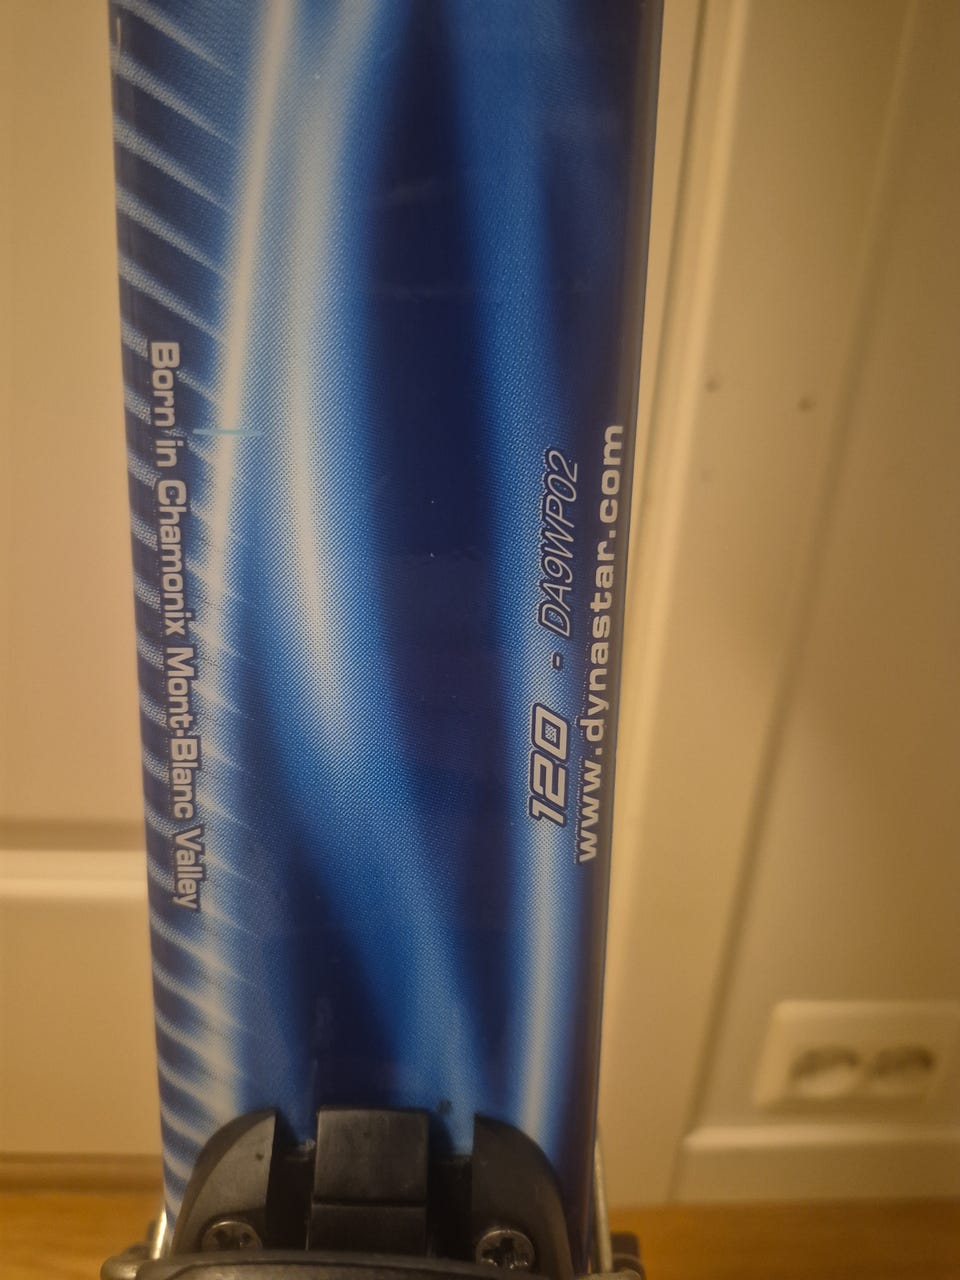 Born in Chamonix Mont-Blanc Valley
120 - DA9WP02
www.dynastar.com